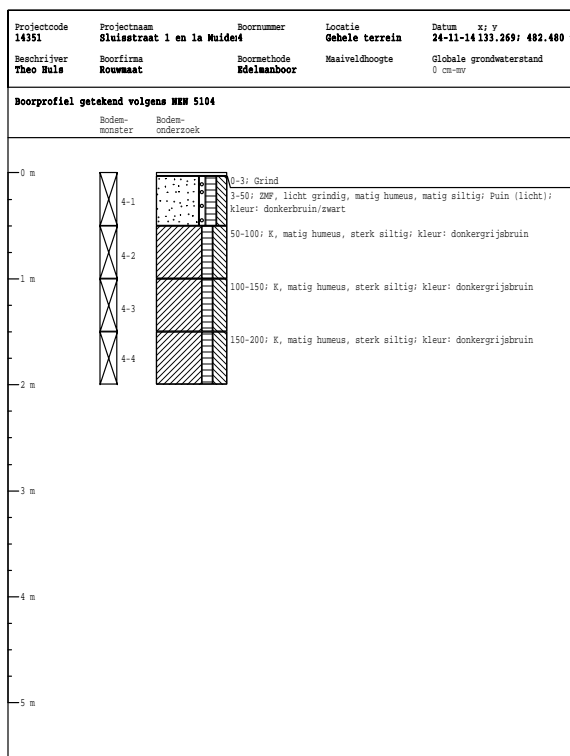 Projectcode Projectnaam Boornummer Locatie Datum x; y
14351 Sluisstraat 1 en 1a Muiden 4 Gehele terrein 24-11-14 133.269; 482.480
Beschrijver Boorfirma Boormethode Maaiveldhoogte Globale grondwaterstand
Theo Huls Rouwmaat Edelmanboor 0 cm-mv
Boorprofiel getekend volgens NEN 5104
Bodem- Bodem-
monster onderzoek
0 m
0-3; Grind
3-50; ZMF, licht grindig, matig humeus, matig siltig; Puin (licht);
4-1
kleur: donkerbruin/zwart
50-100; K, matig humeus, sterk siltig; kleur: donkergrijsbruin
4-2
1 m
100-150; K, matig humeus, sterk siltig; kleur: donkergrijsbruin
4-3
150-200; K, matig humeus, sterk siltig; kleur: donkergrijsbruin
4-4
2 m
3 m
4 m
5 m